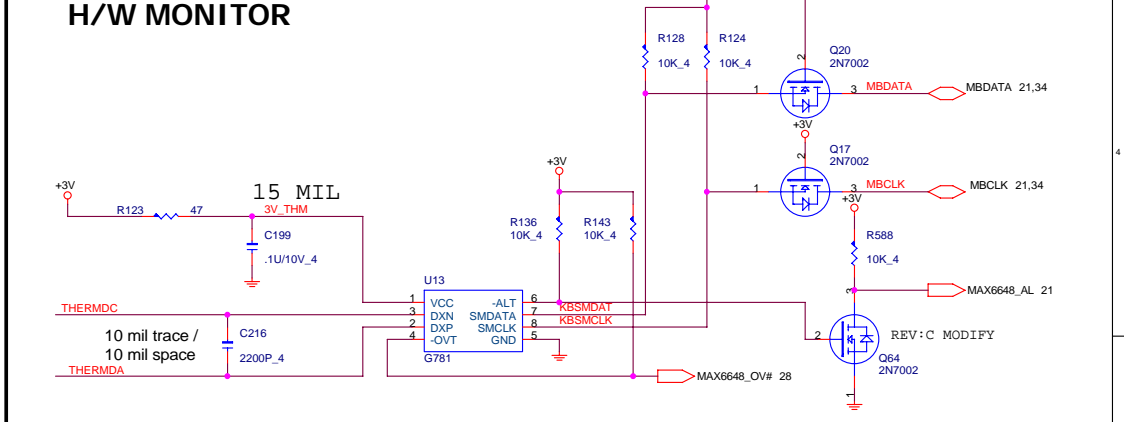 H/W MONITOR
R128
10K_4
R124
10K_4
2
Q20
2N7002
1
3
MBDATA
MBDATA 21,34
+3V
2
Q17
2N7002
1
3
MBCLK
MBCLK 21,34
4
+3V
R123
47
15 MIL
3V_THM
C199
.1U/10V_4
+3V
R136
10K_4
R143
10K_4
+3V
R588
10K_4
MAX6648_AL 21
U13
1
VCC
-ALT
6
3
DXN
SMDATA
7
KBSMDAT
2
DXP
SMCLK
8
KBSMCLK
4
-OVT
GND
5
G781
THERMDC
10 mil trace /
10 mil space
C216
2200P_4
THERMDA
MAX6648_OV# 28
3
2
1
REV:C MODIFY
Q64
2N7002